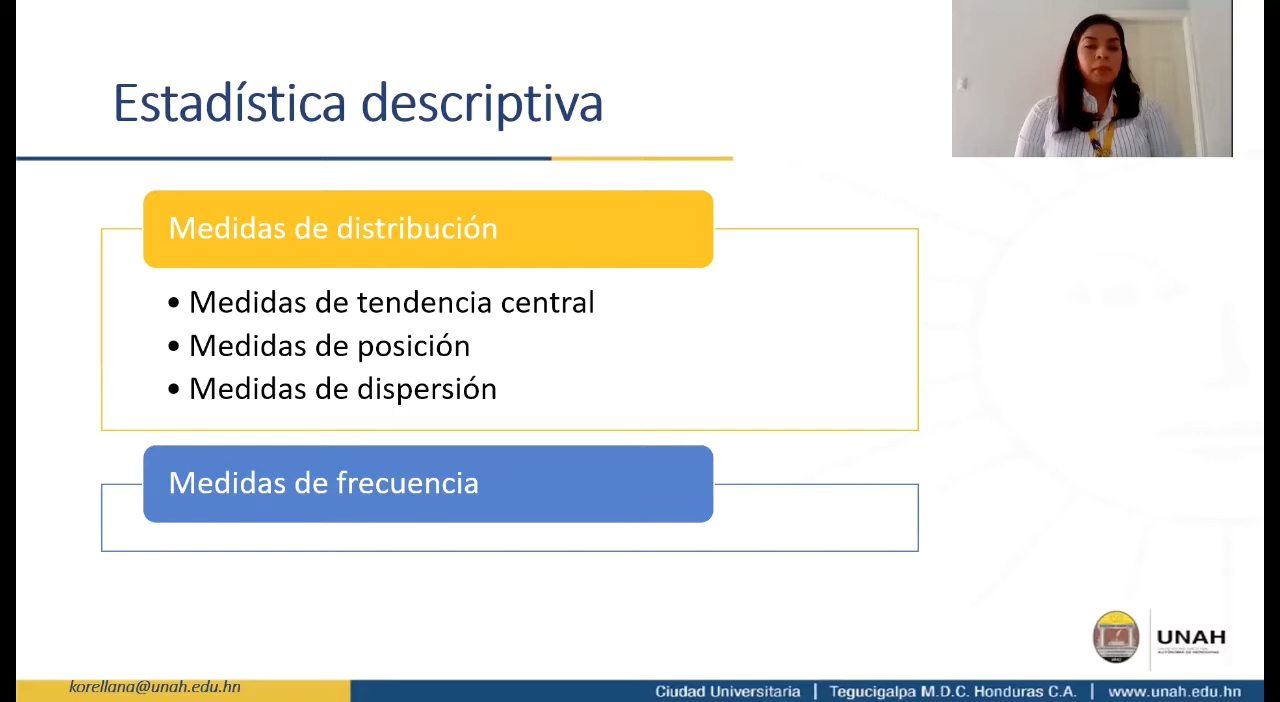 Estadística descriptiva
Medidas de distribución
• Medidas de tendencia central
• Medidas de posición
• Medidas de dispersión
Medidas de frecuencia
UNAH
korellana@unah.edu.hn
Ciudad Universitaria | Tegucigalpa M.D.C. Honduras C.A. | www.unah.edu.hn